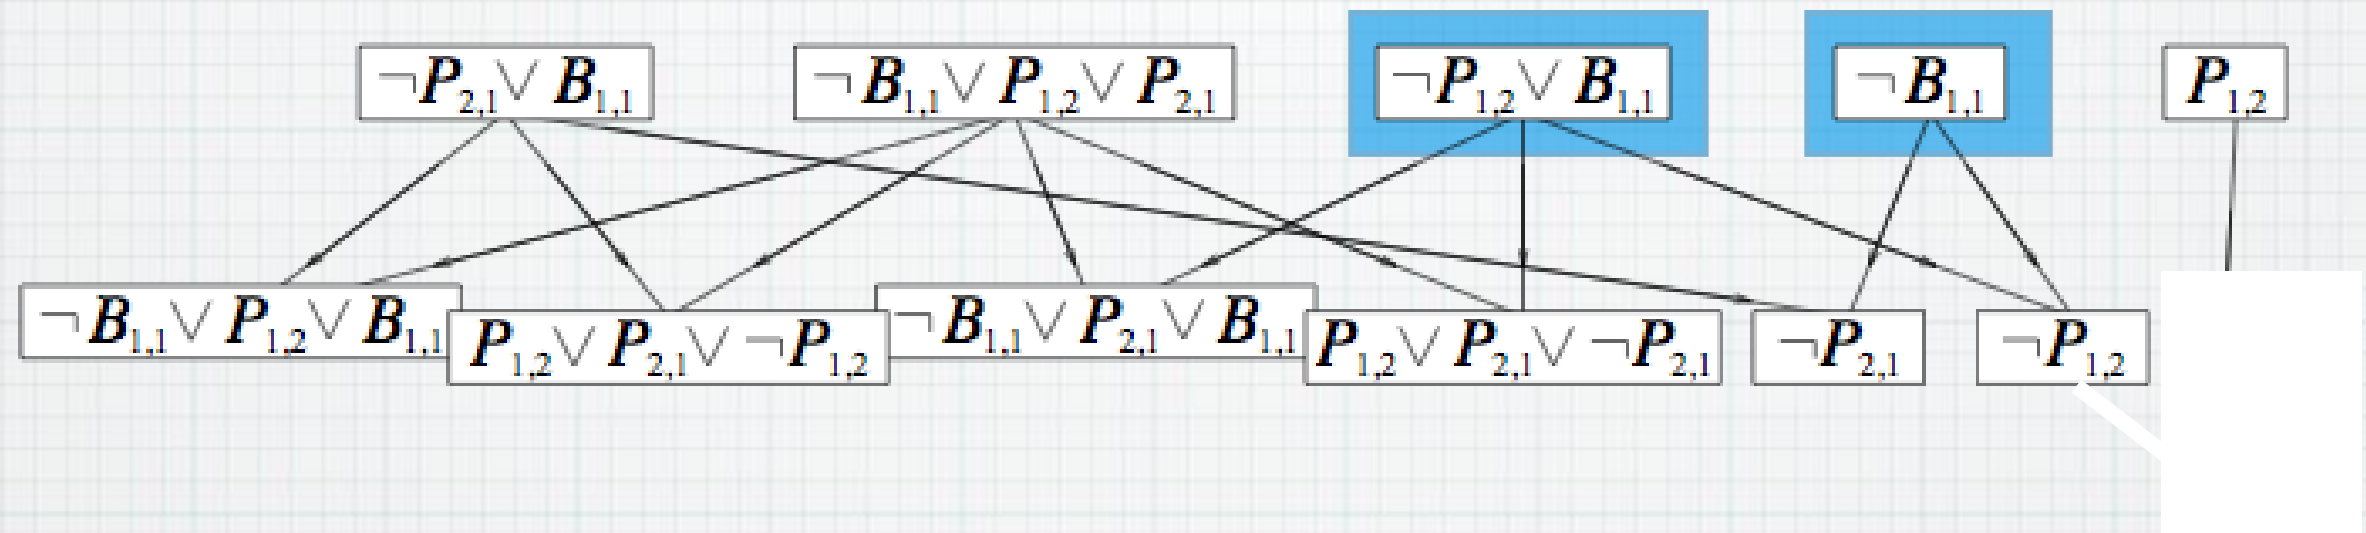 ¬P2,1 ∨ B1,1
¬B1,1 ∨ P1,2 ∨ P2,1
¬P1,2 ∨ B1,1
¬B1,1
P1,2
¬B1,1 ∨ P1,2 ∨ B1,1
P1,2 ∨ P2,1 ∨ ¬P1,2
¬B1,1 ∨ P2,1 ∨ B1,1
P1,2 ∨ P2,1 ∨ ¬P2,1
¬P2,1
¬P1,2